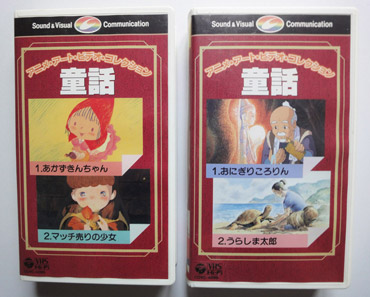 Sound & Visual Communication
アニメ・アート・ビデオ・コレクション
童話
1.あかずきんちゃん
2.マッチ売りの少女
VHS
Sound & Visual Communication
アニメ・アート・ビデオ・コレクション
童話
1.おにぎりころりん
2.うらしま太郎
VHS